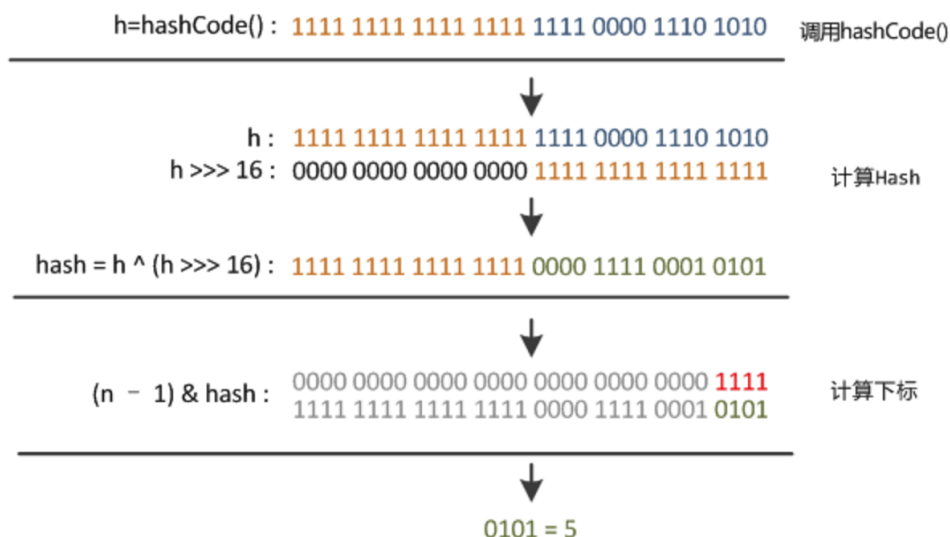 h=hashCode() : 1111 1111 1111 1111 1111 0000 1110 1010 调用hashCode()
h : 1111 1111 1111 1111 1111 0000 1110 1010
h >>> 16 : 0000 0000 0000 0000 1111 1111 1111 1111
计算Hash
hash = h ^ (h >>> 16) : 1111 1111 1111 1111 0000 1111 0001 0101
(n - 1) & hash :
0000 0000 0000 0000 0000 0000 0000 1111
1111 1111 1111 1111 0000 1111 0001 0101
计算下标
0101 = 5